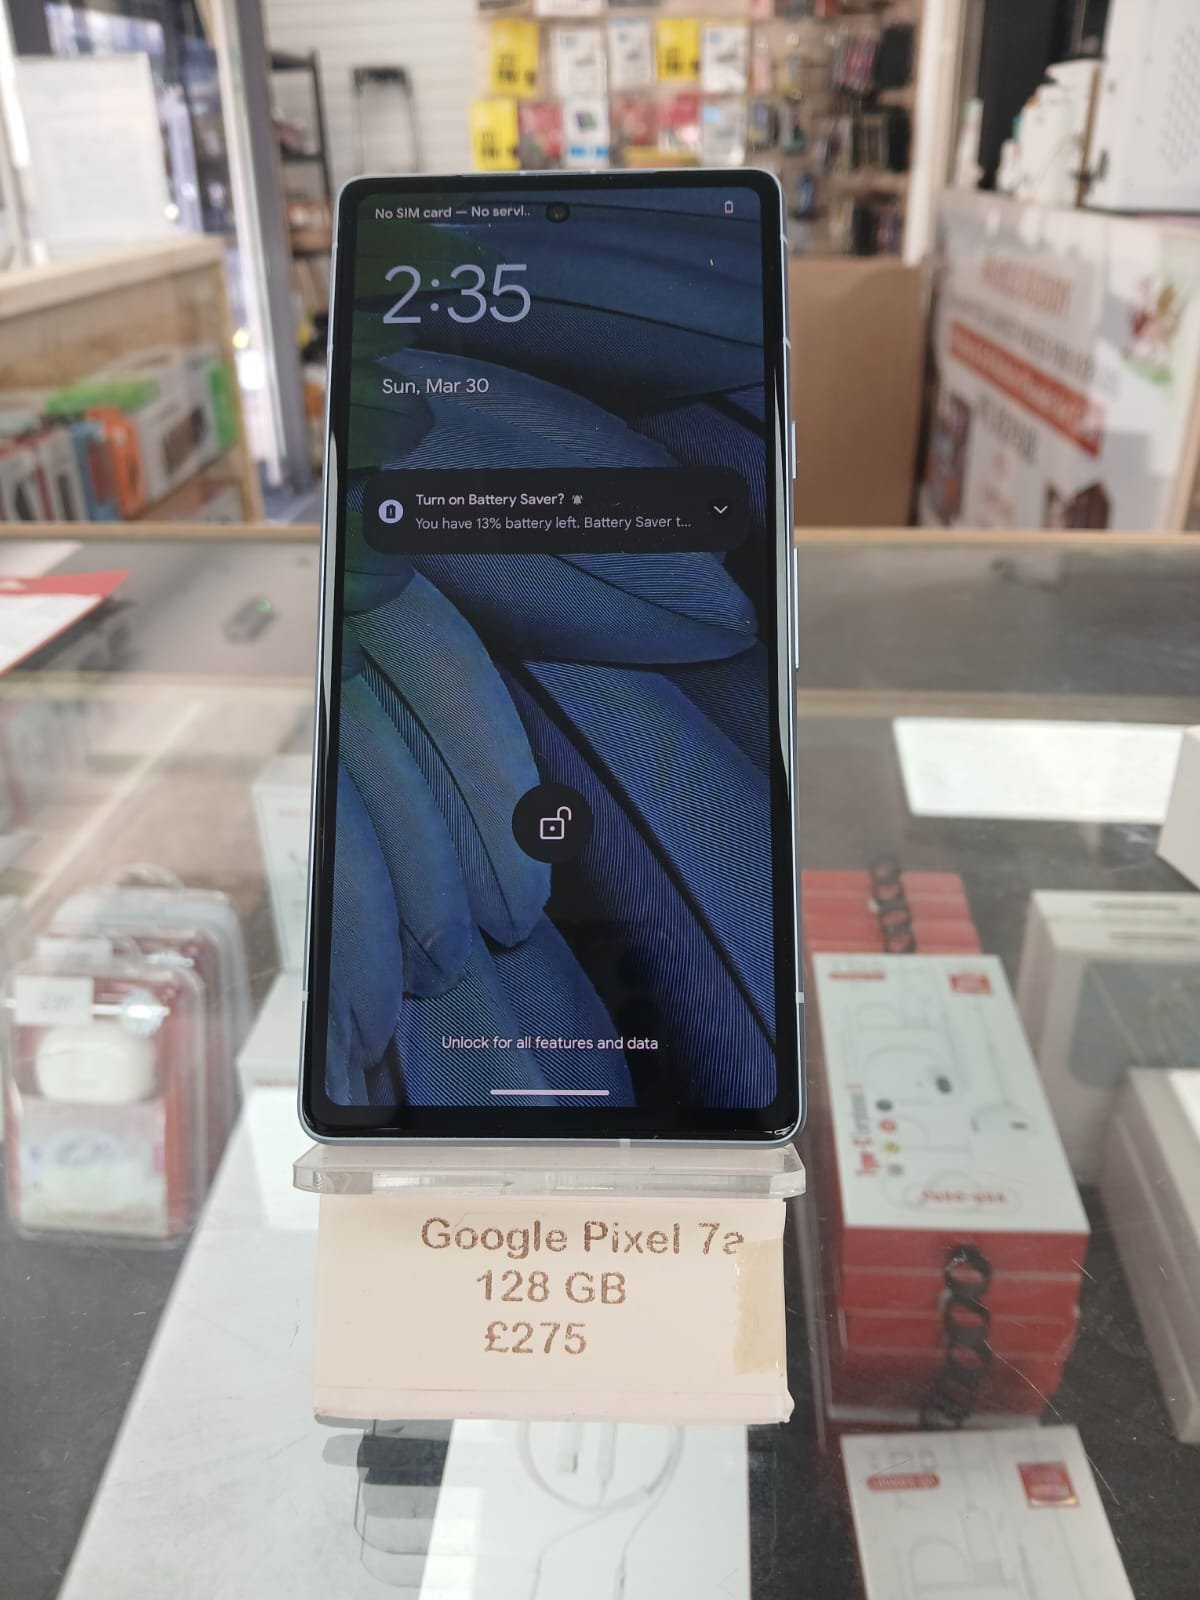 No SIM card — No servi..
2:35
Sun, Mar 30
Turn on Battery Saver?
You have 13% battery left. Battery Saver t...
Unlock for all features and data
Google Pixel 7a
128 GB
£275